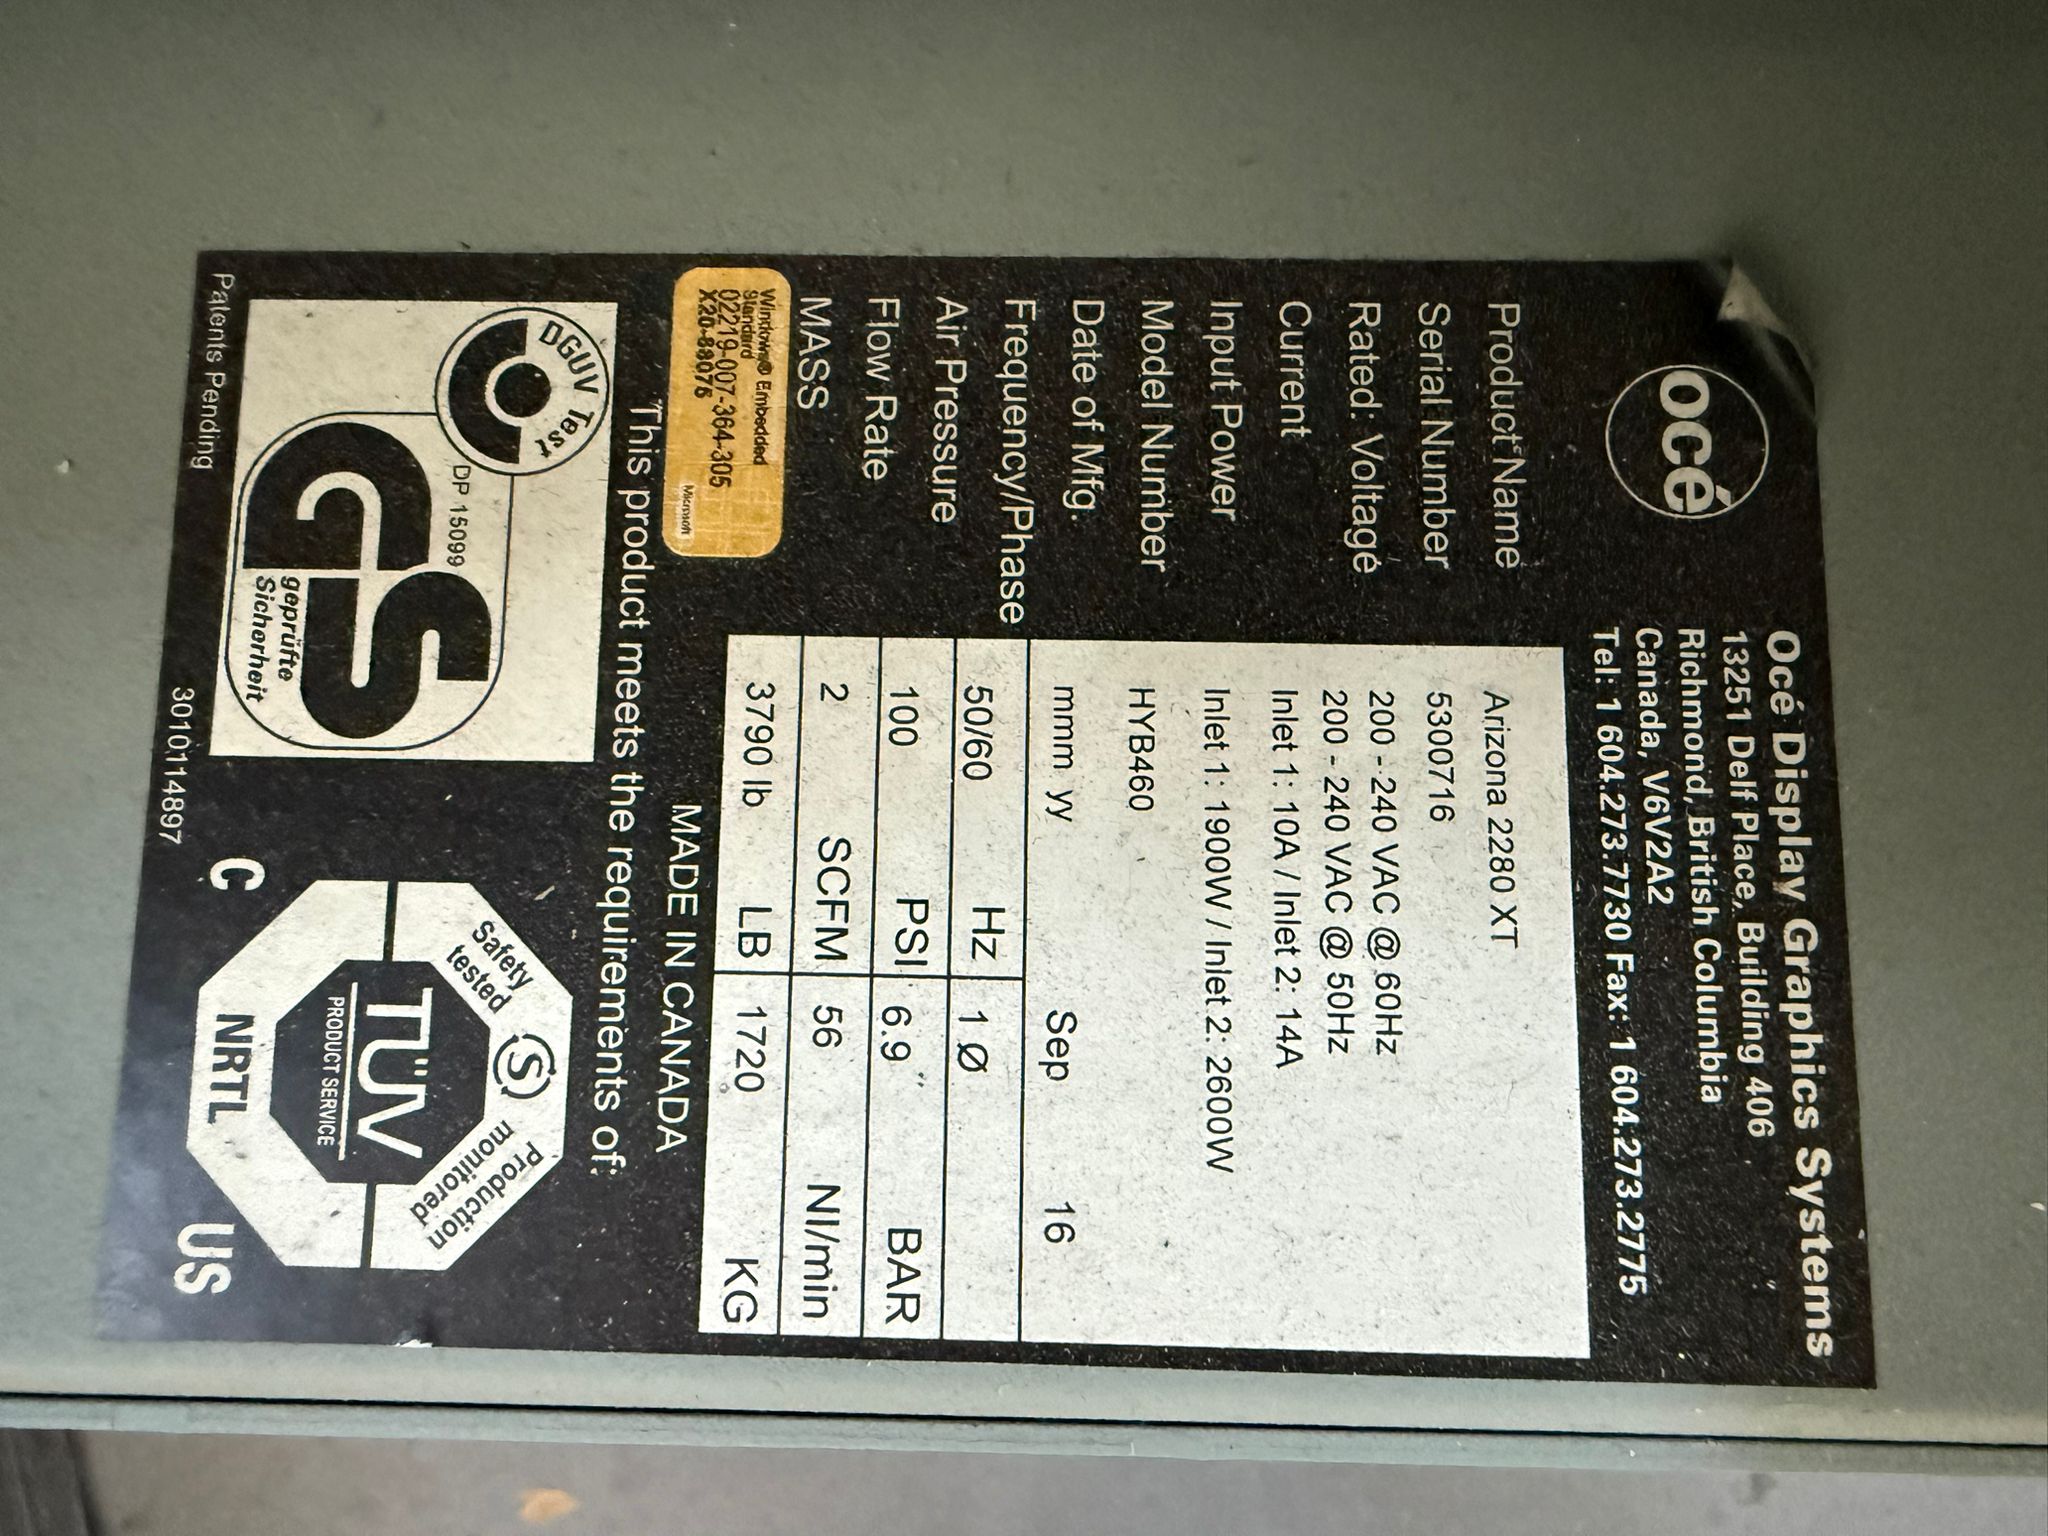 océ
Océ Display Graphics Systems
13251 Delf Place, Building 406
Richmond, British Columbia
Canada, V6V2A2
Tel: 1 604.273.7730 Fax: 1 604.273.2775
Product Name Arizona 2280 XT
Serial Number 5300716
Rated: Voltage 200 - 240 VAC @ 60Hz
200 - 240 VAC @ 50Hz
Current Inlet 1: 10A / Inlet 2: 14A
Input Power Inlet 1: 1900W / Inlet 2: 2600W
Model Number HYB460
Date of Mfg. mmm yy Sep 16
Frequency/Phase 50/60 Hz 1 Ø
Air Pressure 100 PSI 6.9 BAR
Flow Rate 2 SCFM 56 Nl/min
MASS 3790 lb LB 1720 KG
Windows® Embedded
Standard
02219-007-364-305
X20-88075
Microsoft
MADE IN CANADA
This product meets the requirements of:
DGUV Test
DP 15099
GS
geprüfte
Sicherheit
Safety
tested
S
Production
monitored
TÜV
PRODUCT SERVICE
C NRTL US
Patents Pending
3010114897